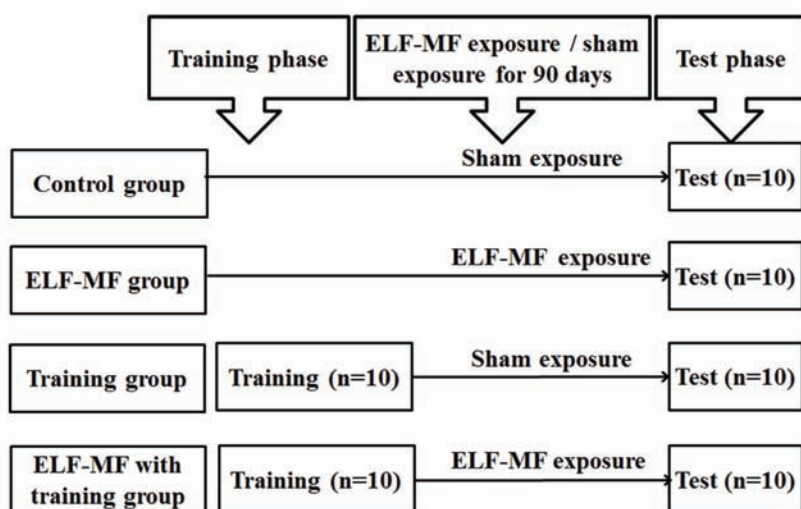 Training phase
ELF-MF exposure / sham
exposure for 90 days
Test phase
Control group
Sham exposure
Test (n=10)
ELF-MF group
ELF-MF exposure
Test (n=10)
Training group
Training (n=10)
Sham exposure
Test (n=10)
ELF-MF with
training group
Training (n=10)
ELF-MF exposure
Test (n=10)